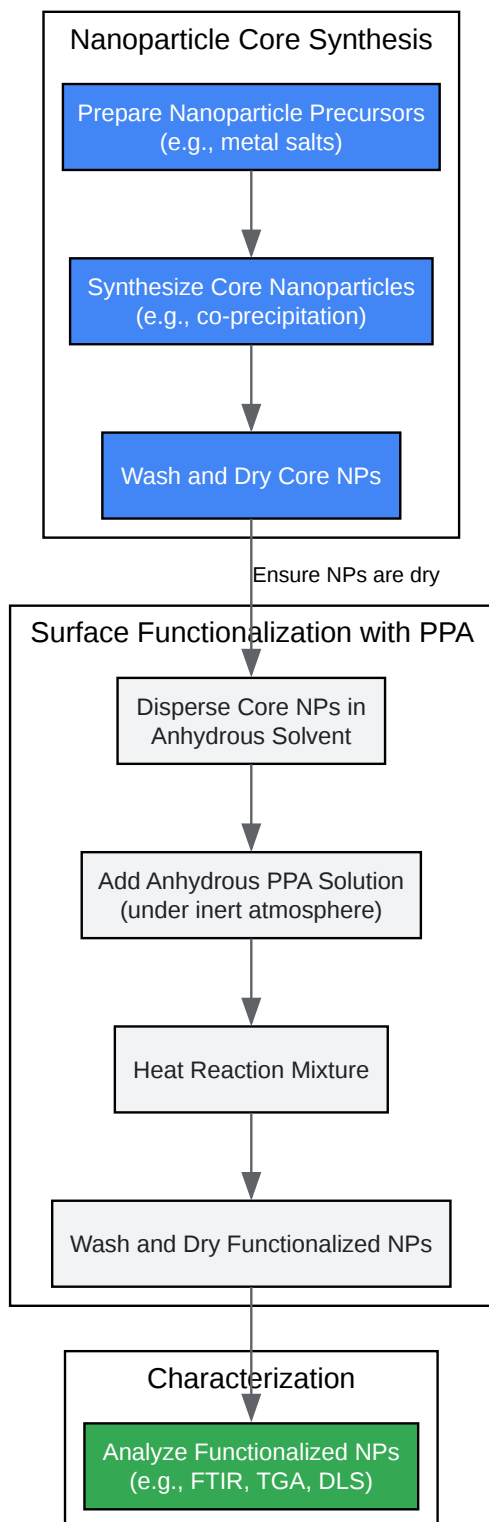 Nanoparticle Core Synthesis
Prepare Nanoparticle Precursors
(e.g., metal salts)
Synthesize Core Nanoparticles
(e.g., co-precipitation)
Wash and Dry Core NPs
Ensure NPs are dry
Surface Functionalization with PPA
Disperse Core NPs in
Anhydrous Solvent
Add Anhydrous PPA Solution
(under inert atmosphere)
Heat Reaction Mixture
Wash and Dry Functionalized NPs
Characterization
Analyze Functionalized NPs
(e.g., FTIR, TGA, DLS)